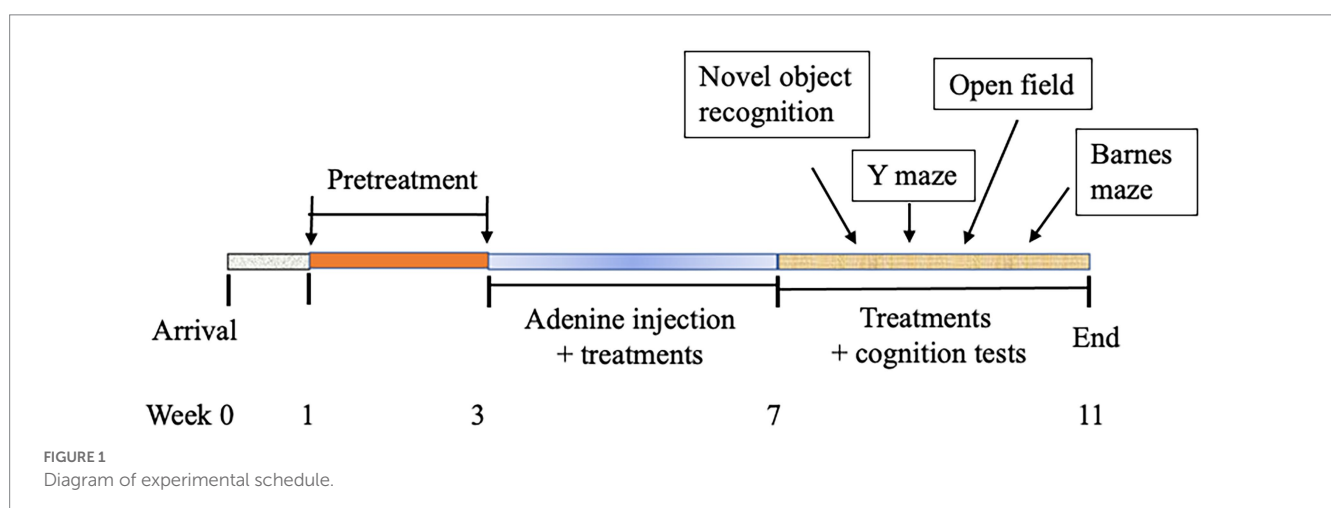 Novel object
recognition
Open field
Y maze
Barnes
maze
Pretreatment
Arrival
Adenine injection
+ treatments
Treatments
+ cognition tests
End
Week 0 1 3 7 11
FIGURE 1
Diagram of experimental schedule.